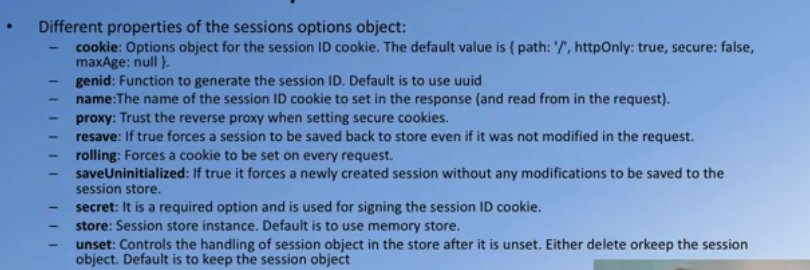 • Different properties of the sessions options object:
– cookie: Options object for the session ID cookie. The default value is { path: '/', httpOnly: true, secure: false,
maxAge: null }.
– genid: Function to generate the session ID. Default is to use uuid
– name:The name of the session ID cookie to set in the response (and read from in the request).
– proxy: Trust the reverse proxy when setting secure cookies.
– resave: If true forces a session to be saved back to store even if it was not modified in the request.
– rolling: Forces a cookie to be set on every request.
– saveUninitialized: If true it forces a newly created session without any modifications to be saved to the
session store.
– secret: It is a required option and is used for signing the session ID cookie.
– store: Session store instance. Default is to use memory store.
– unset: Controls the handling of session object in the store after it is unset. Either delete orkeep the session
object. Default is to keep the session object